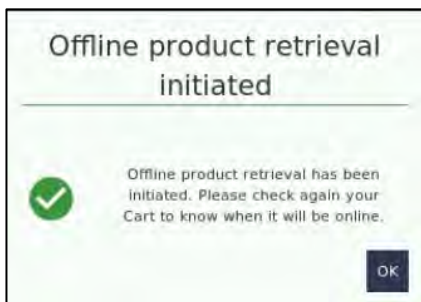 Offline product retrieval
initiated
Offline product retrieval has been
initiated. Please check again your
Cart to know when it will be online.
OK